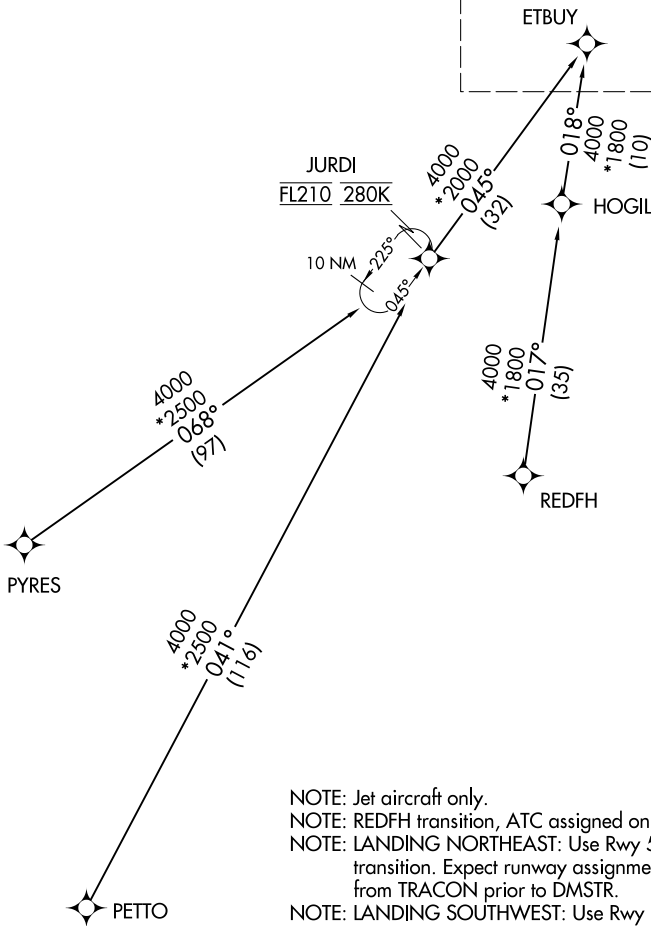 ETBUY
018°
4000
*1800
(10)
JURDI
FL210 280K
4000
*2000
045°
(32)
HOGIL
10 NM
225°
045°
4000
*1800
017°
(35)
4000
*2500
068°
(97)
REDFH
PYRES
4000
*2500
041°
(116)
PETTO
NOTE: Jet aircraft only.
NOTE: REDFH transition, ATC assigned on
NOTE: LANDING NORTHEAST: Use Rwy 5
transition. Expect runway assignme
from TRACON prior to DMSTR.
NOTE: LANDING SOUTHWEST: Use Rwy